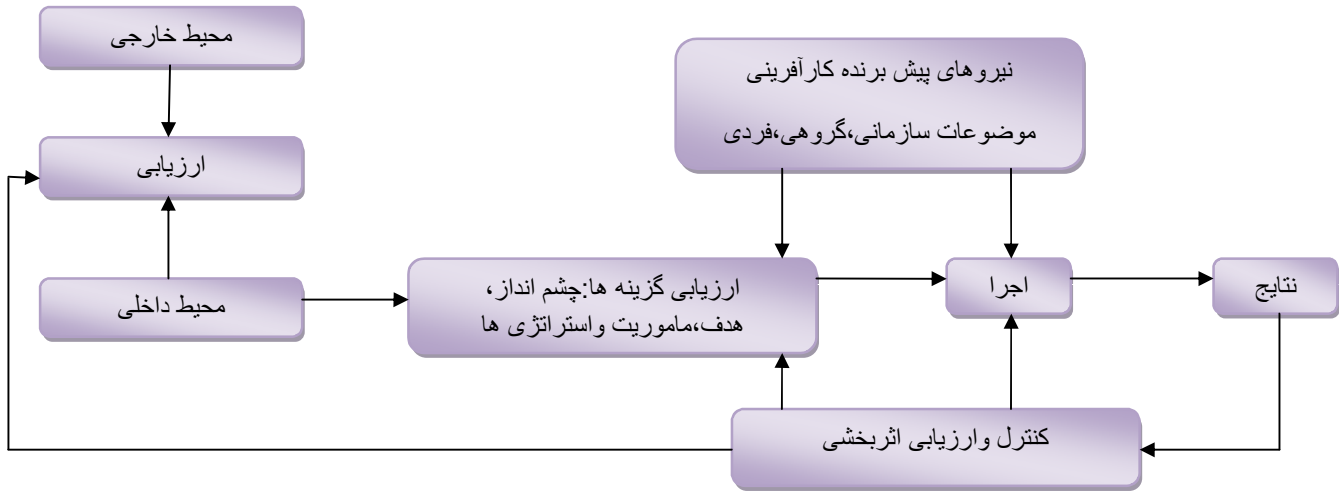 محیط خارجی
نیروهای پیش برنده کارآفرینی
موضوعات سازمانی،گروهی،فردی
ارزیابی
محیط داخلی
ارزیابی گزینه ها:چشم انداز،
هدف،ماموریت واستراتژی ها
اجرا
نتایج
کنترل وارزیابی اثربخشی